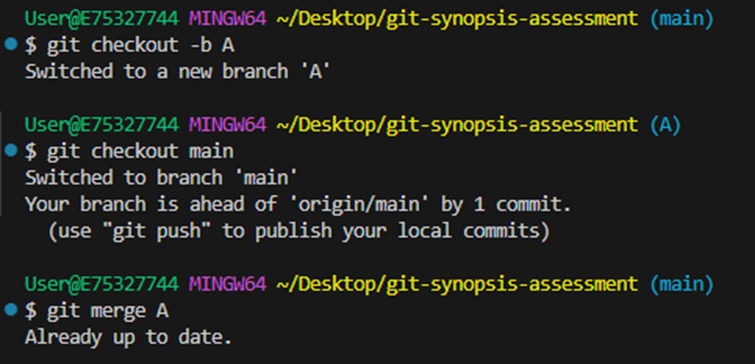 User@E75327744 MINGW64 ~/Desktop/git-synopsis-assessment (main)
$ git checkout -b A
Switched to a new branch 'A'
User@E75327744 MINGW64 ~/Desktop/git-synopsis-assessment (A)
$ git checkout main
Switched to branch 'main'
Your branch is ahead of 'origin/main' by 1 commit.
  (use "git push" to publish your local commits)
User@E75327744 MINGW64 ~/Desktop/git-synopsis-assessment (main)
$ git merge A
Already up to date.